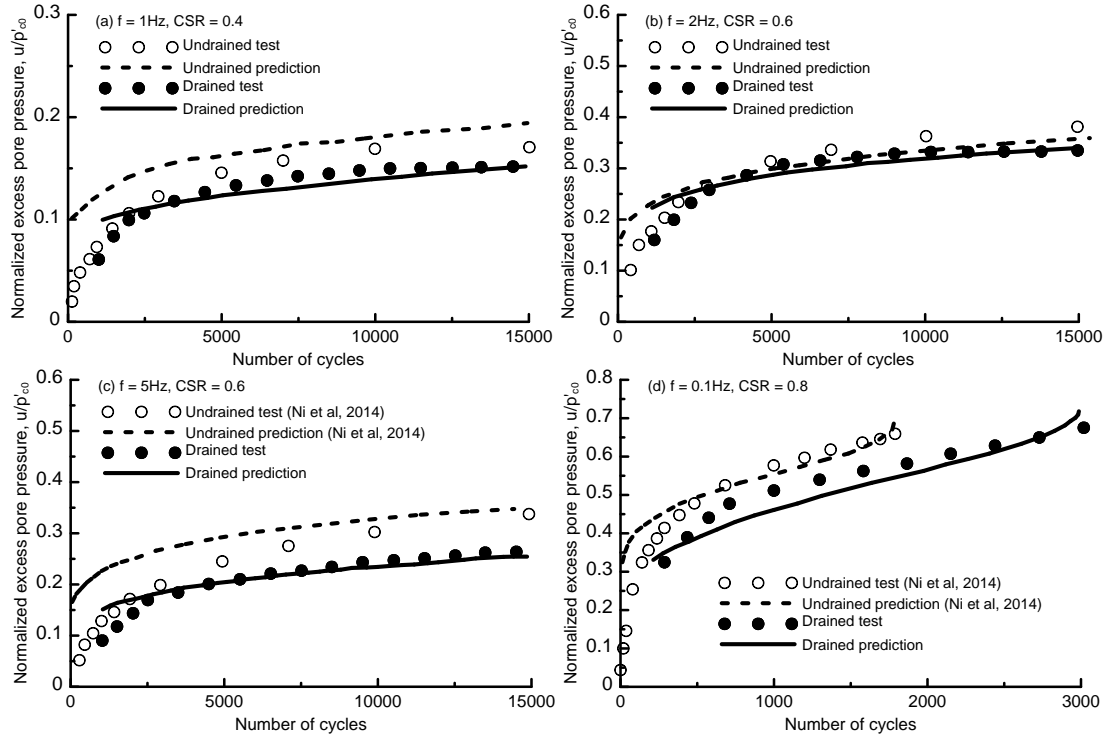 (a) f = 1Hz, CSR = 0.4
Undrained test
Undrained prediction
Drained test
Drained prediction
Normalized excess pore pressure, u/p'c0
0.3
0.2
0.1
0
0
5000
10000
15000
Number of cycles
(b) f = 2Hz, CSR = 0.6
Undrained test
Undrained prediction
Drained test
Drained prediction
Normalized excess pore pressure, u/p'c0
0.6
0.5
0.4
0.3
0.2
0.1
0
0
5000
10000
15000
Number of cycles
(c) f = 5Hz, CSR = 0.6
Undrained test (Ni et al, 2014)
Undrained prediction (Ni et al, 2014)
Drained test
Drained prediction
Normalized excess pore pressure, u/p'c0
0.6
0.5
0.4
0.3
0.2
0.1
0
0
5000
10000
15000
Number of cycles
(d) f = 0.1Hz, CSR = 0.8
Undrained test (Ni et al, 2014)
Undrained prediction (Ni et al, 2014)
Drained test
Drained prediction
Normalized excess pore pressure, u/p'c0
0.8
0.7
0.6
0.5
0.4
0.3
0.2
0.1
0
0
1000
2000
3000
Number of cycles